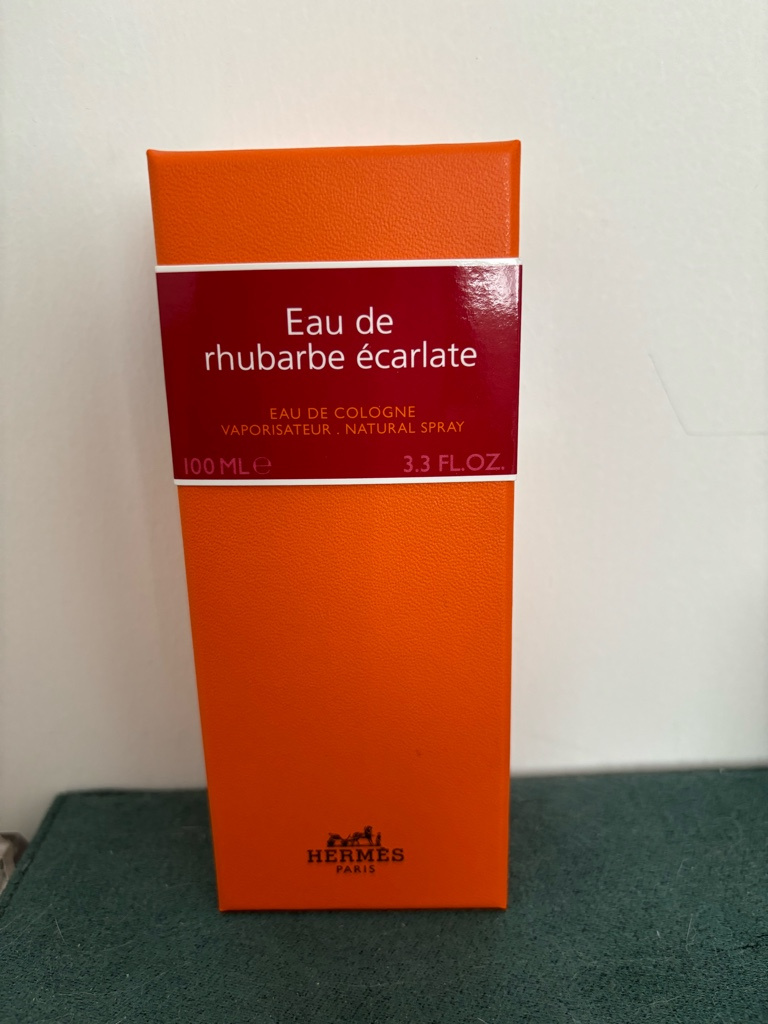 Eau de
rhubarbe écarlate
EAU DE COLOGNE
VAPORISATEUR . NATURAL SPRAY
100 ML ℮ 3.3 FL.OZ.
HERMÈS
PARIS